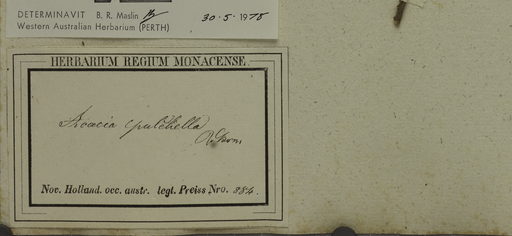 DETERMINAVIT B. R. Maslin 30·5·1978
Western Australian Herbarium (PERTH)
HERBARIUM REGIUM MONACENSE.
Acacia pulchella
R. Brown
Nov. Holland. occ. austr. legt. Preiss Nro. 884.